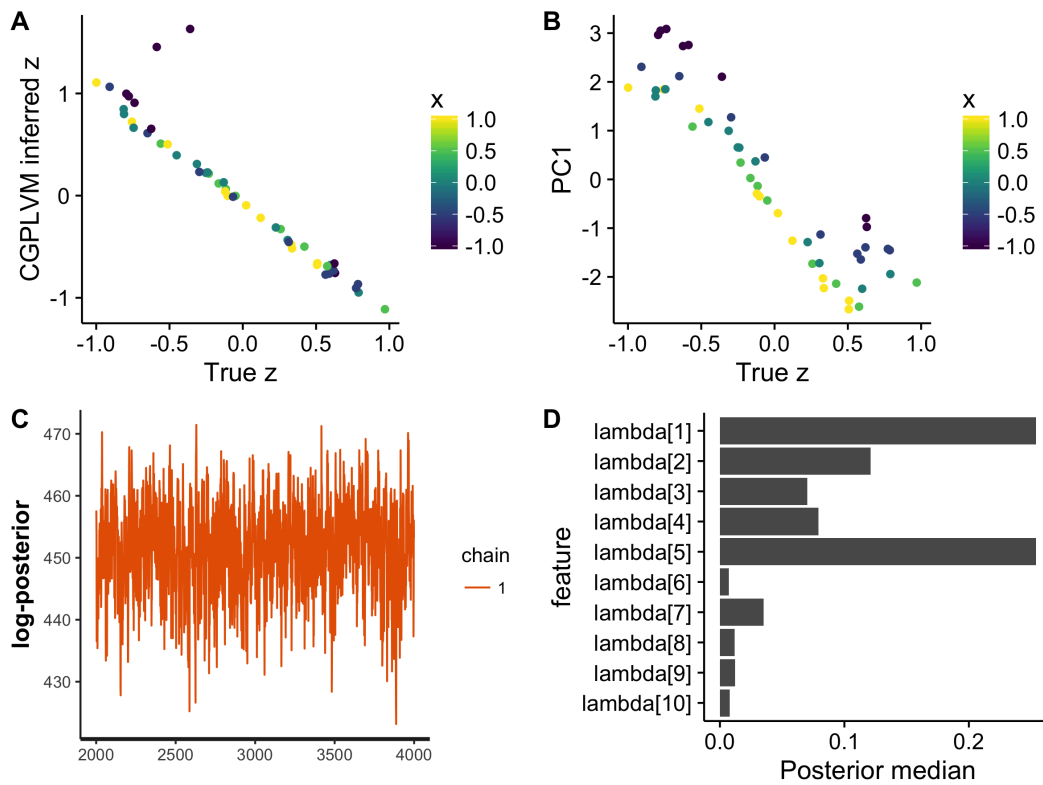 A
CGPLVM inferred z
1
0
-1
-1.0 -0.5 0.0 0.5 1.0
True z
x
1.0
0.5
0.0
-0.5
-1.0
B
PC1
3
2
1
0
-1
-2
-1.0 -0.5 0.0 0.5 1.0
True z
x
1.0
0.5
0.0
-0.5
-1.0
C
log-posterior
470
460
450
440
430
2000 2500 3000 3500 4000
chain
1
D
feature
lambda[1]
lambda[2]
lambda[3]
lambda[4]
lambda[5]
lambda[6]
lambda[7]
lambda[8]
lambda[9]
lambda[10]
0.0 0.1 0.2
Posterior median